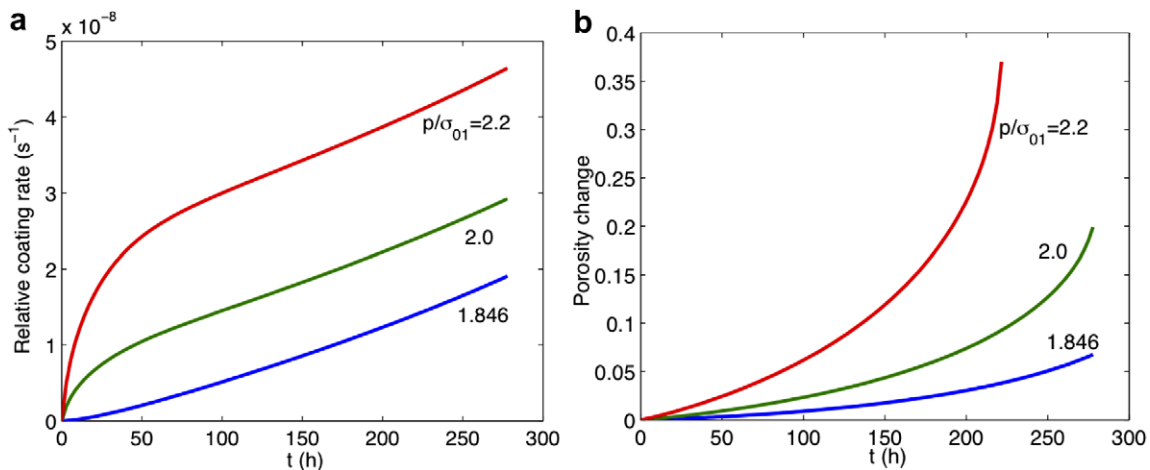 a
x 10⁻⁸
5
4
3
2
1
0
Relative coating rate (s⁻¹)
p/σ₀₁=2.2
2.0
1.846
0 50 100 150 200 250 300
t (h)
b
0.4
0.35
0.3
0.25
0.2
0.15
0.1
0.05
0
Porosity change
p/σ₀₁=2.2
2.0
1.846
0 50 100 150 200 250 300
t (h)